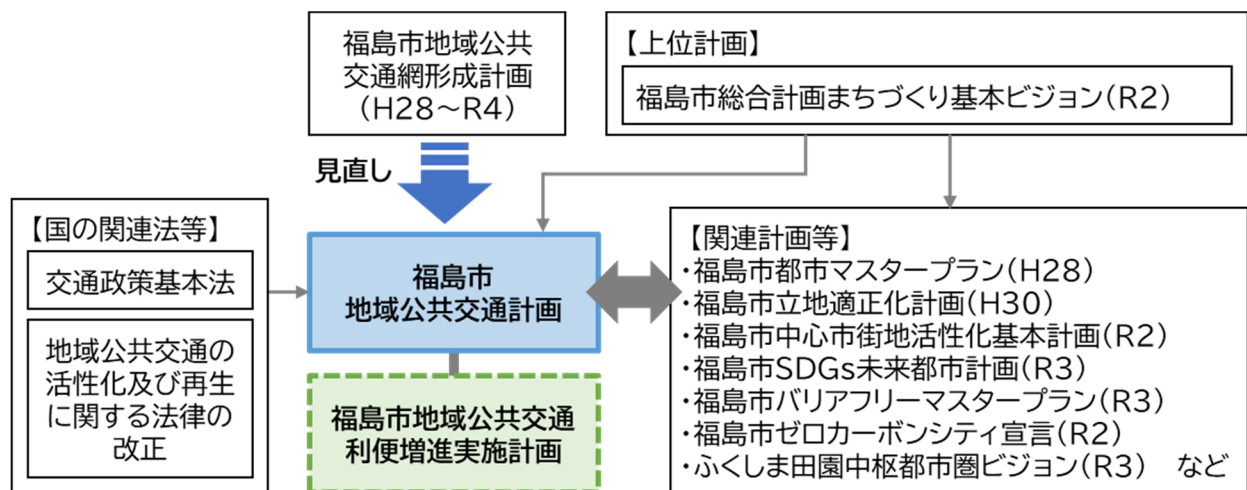 福島市地域公共
交通網形成計画
(H28～R4)
【上位計画】
福島市総合計画まちづくり基本ビジョン(R2)
見直し
【国の関連法等】
交通政策基本法
地域公共交通の
活性化及び再生
に関する法律の
改正
福島市
地域公共交通計画
福島市地域公共交通
利便増進実施計画
【関連計画等】
・福島市都市マスタープラン(H28)
・福島市立地適正化計画(H30)
・福島市中心市街地活性化基本計画(R2)
・福島市SDGs未来都市計画(R3)
・福島市バリアフリーマスタープラン(R3)
・福島市ゼロカーボンシティ宣言(R2)
・ふくしま田園中枢都市圏ビジョン(R3)　など